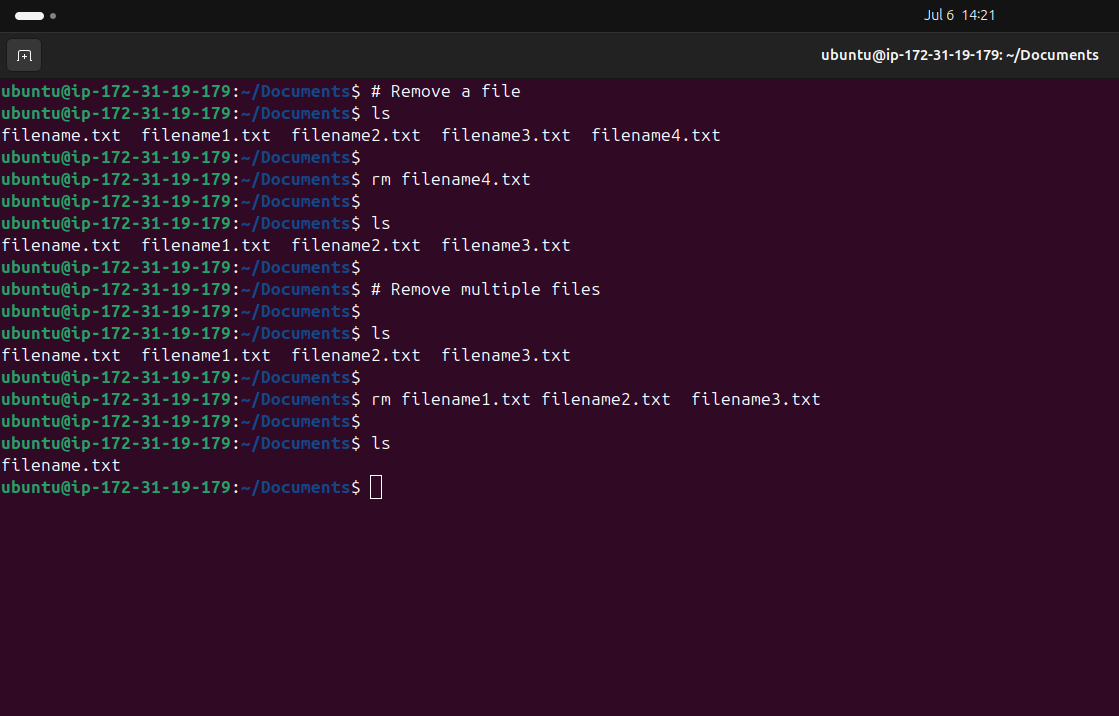 Jul 6 14:21
ubuntu@ip-172-31-19-179: ~/Documents
ubuntu@ip-172-31-19-179:~/Documents$ # Remove a file
ubuntu@ip-172-31-19-179:~/Documents$ ls
filename.txt  filename1.txt  filename2.txt  filename3.txt  filename4.txt
ubuntu@ip-172-31-19-179:~/Documents$
ubuntu@ip-172-31-19-179:~/Documents$ rm filename4.txt
ubuntu@ip-172-31-19-179:~/Documents$
ubuntu@ip-172-31-19-179:~/Documents$ ls
filename.txt  filename1.txt  filename2.txt  filename3.txt
ubuntu@ip-172-31-19-179:~/Documents$
ubuntu@ip-172-31-19-179:~/Documents$ # Remove multiple files
ubuntu@ip-172-31-19-179:~/Documents$
ubuntu@ip-172-31-19-179:~/Documents$ ls
filename.txt  filename1.txt  filename2.txt  filename3.txt
ubuntu@ip-172-31-19-179:~/Documents$
ubuntu@ip-172-31-19-179:~/Documents$ rm filename1.txt filename2.txt  filename3.txt
ubuntu@ip-172-31-19-179:~/Documents$
ubuntu@ip-172-31-19-179:~/Documents$ ls
filename.txt
ubuntu@ip-172-31-19-179:~/Documents$